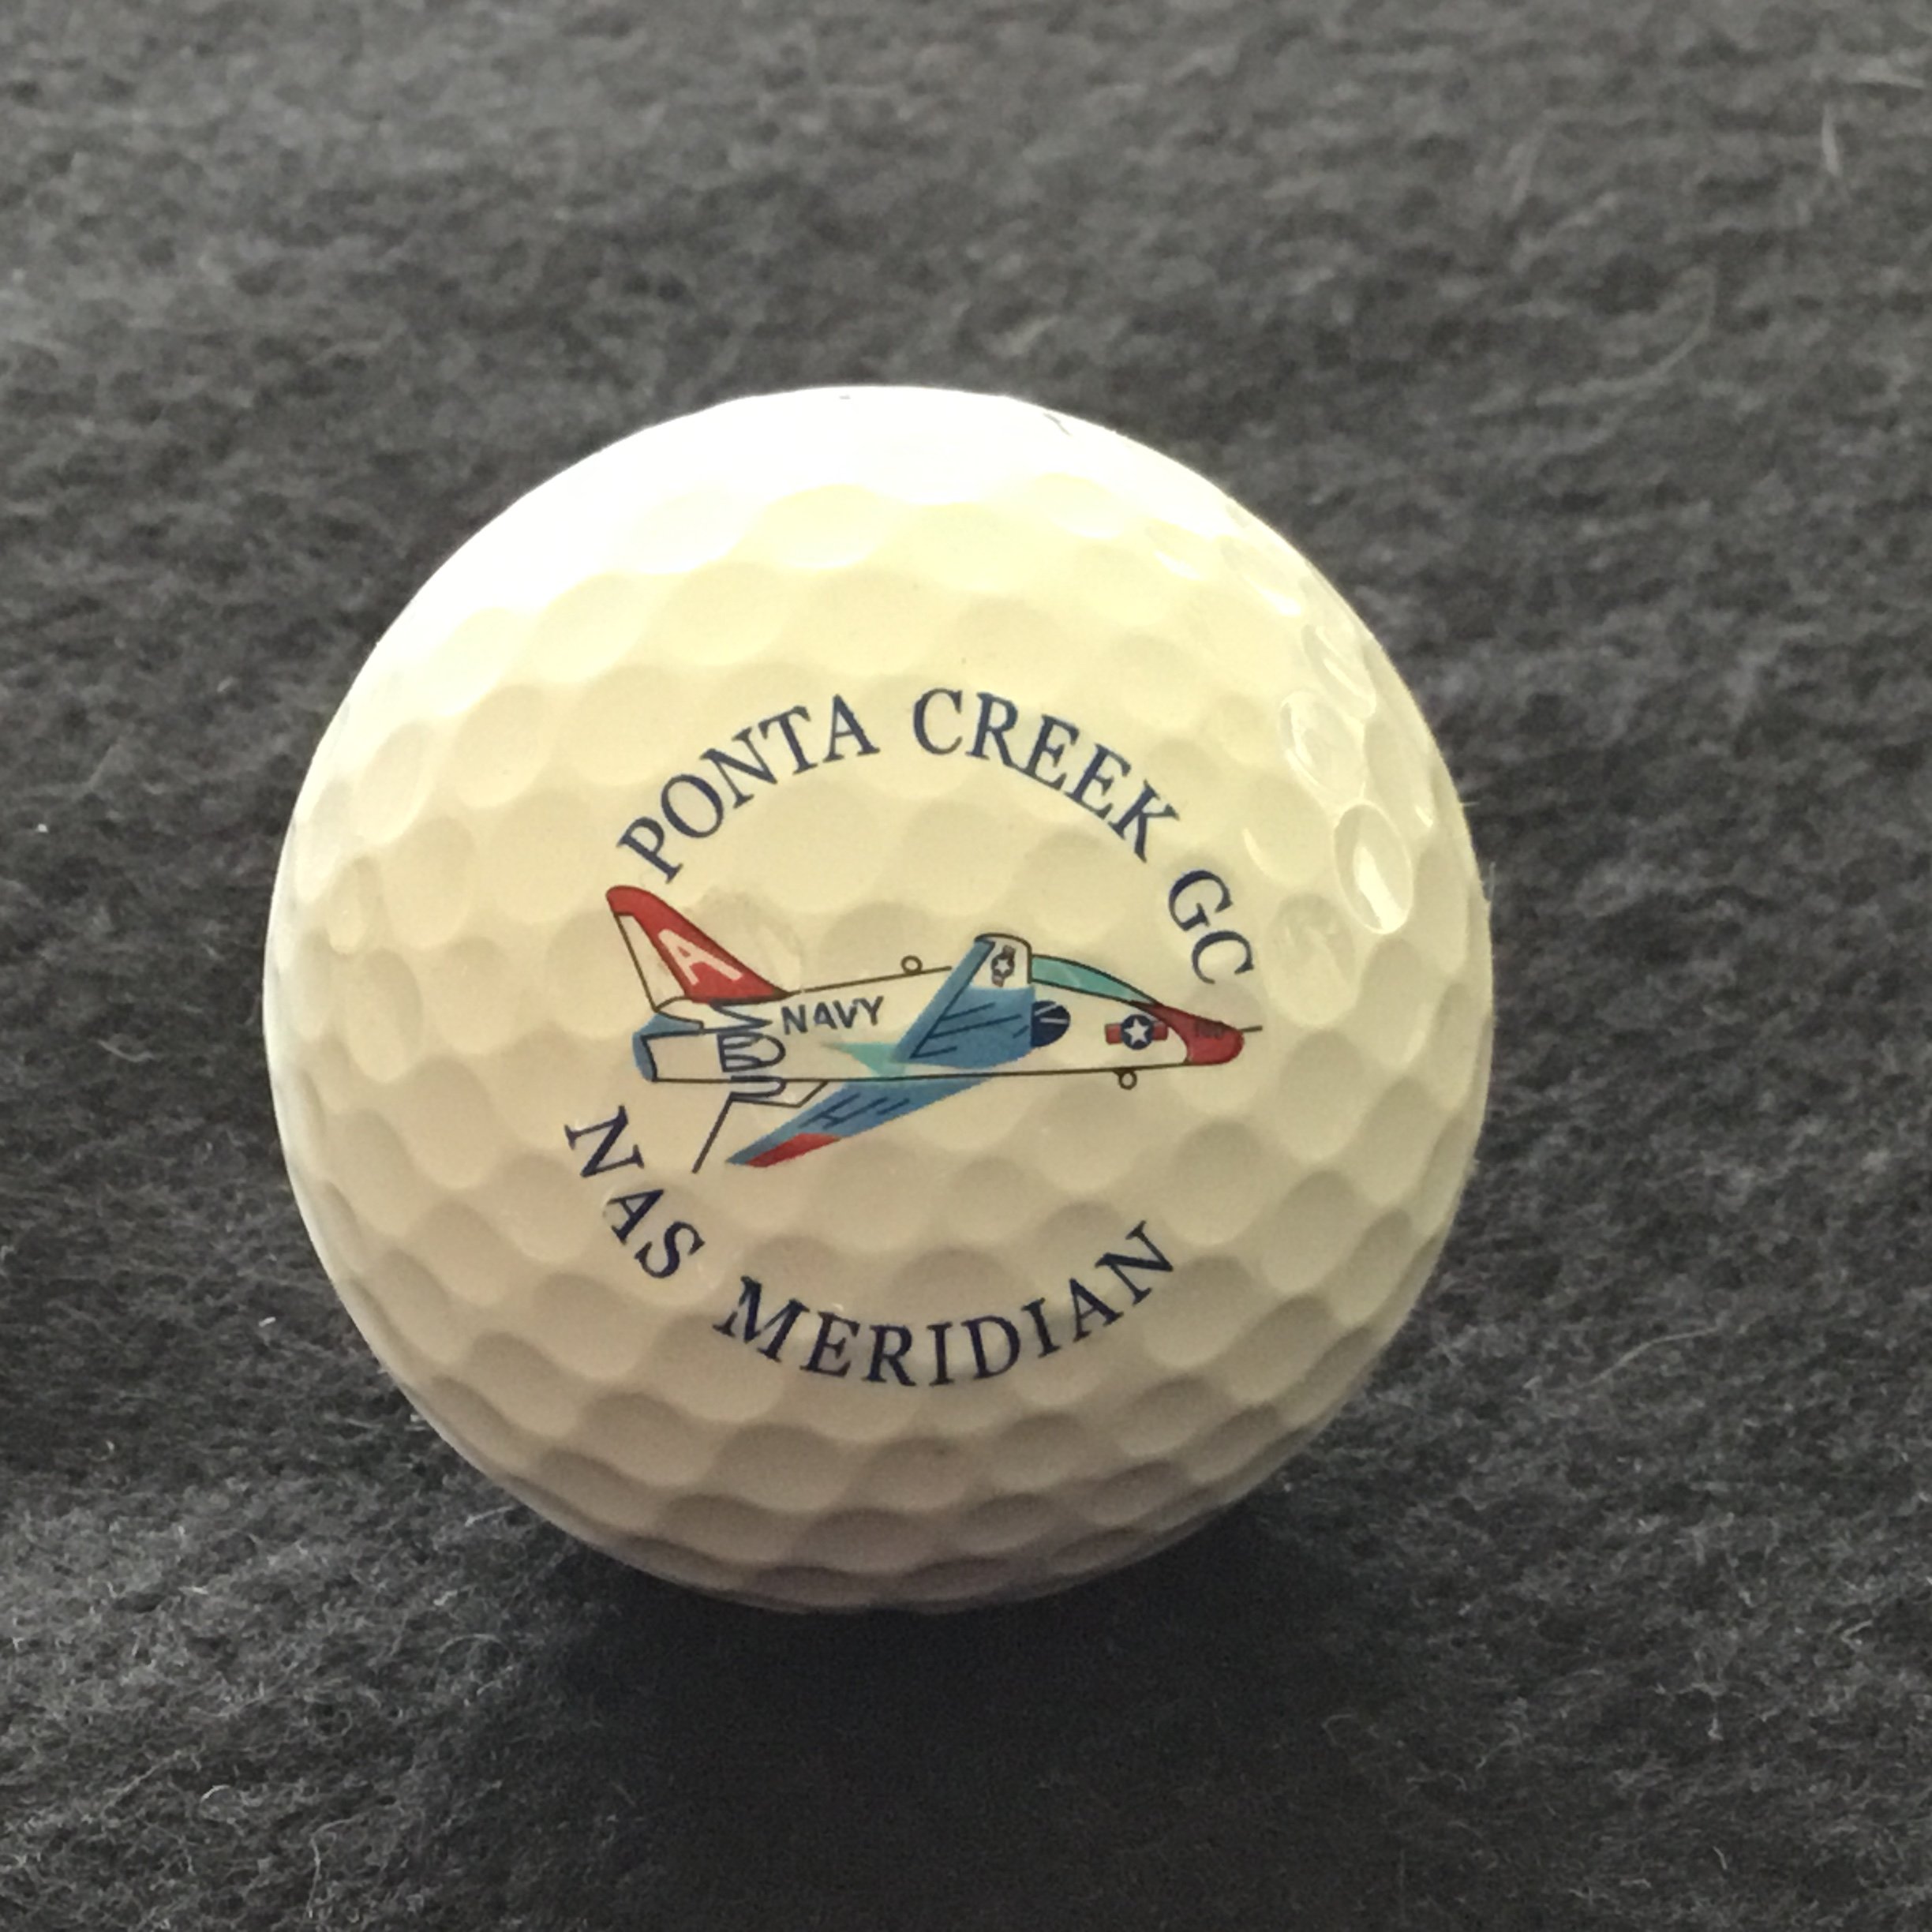 PONTA CREEK GC
A
NAVY
NAS MERIDIAN